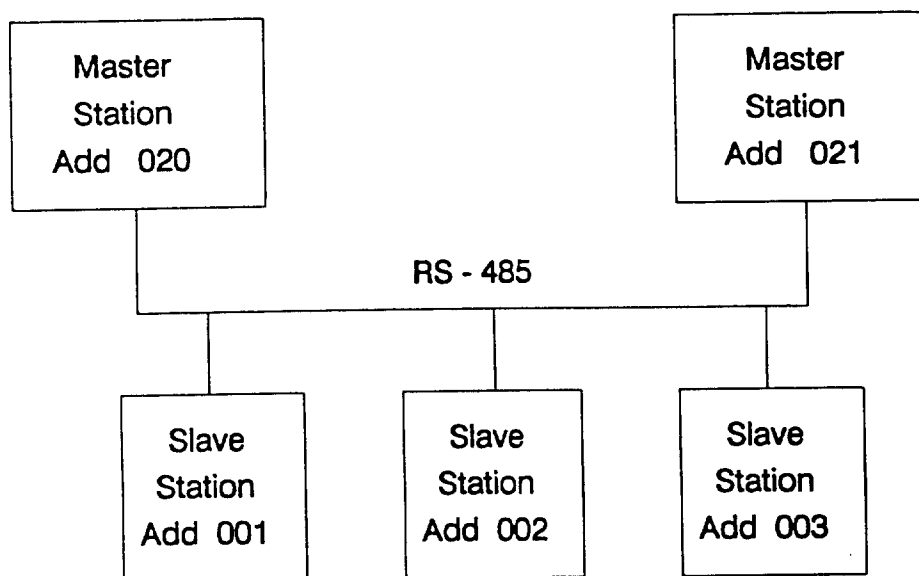 Master
Station
Add 020
Master
Station
Add 021
RS - 485
Slave
Station
Add 001
Slave
Station
Add 002
Slave
Station
Add 003